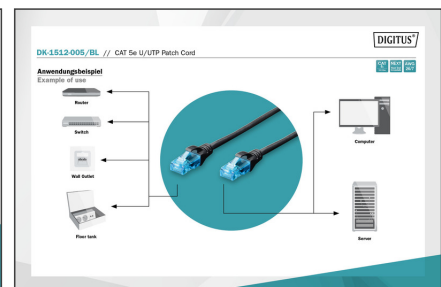 DIGITUS®
DK-1512-005/BL // CAT 5e U/UTP Patch Cord
Anwendungsbeispiel
Example of use
Router
Switch
Wall Outlet
Floor tank
Computer
Server